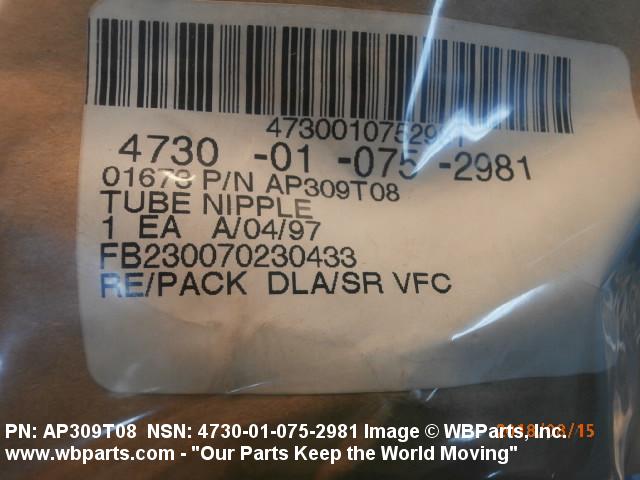 4730 -01 -075 -2981
01673 P/N AP309T08
TUBE NIPPLE
1 EA A/04/97
FB230070230433
RE/PACK DLA/SR VFC
PN: AP309T08 NSN: 4730-01-075-2981 Image © WBParts, Inc.
www.wbparts.com - "Our Parts Keep the World Moving"